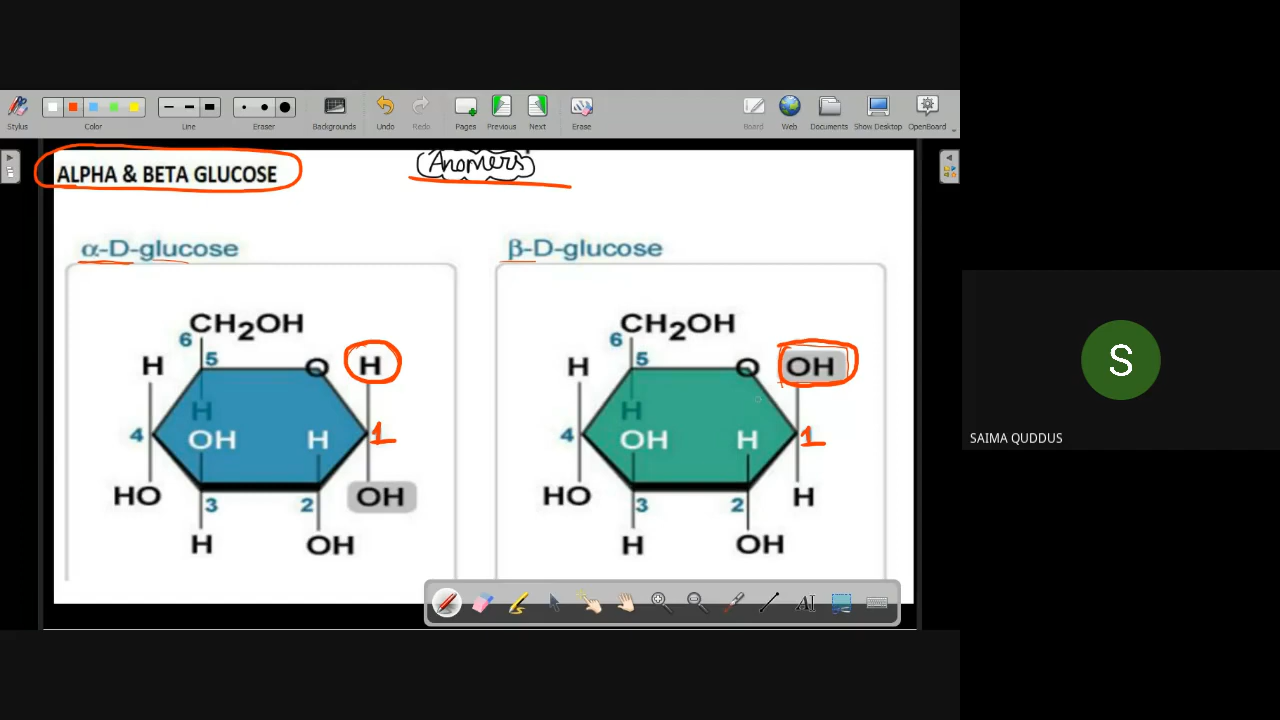 Stylus Color Line Eraser Backgrounds Undo Redo Pages Previous Next Erase Board Web Documents Show Desktop OpenBoard
ALPHA & BETA GLUCOSE
Anomers
α-D-glucose
β-D-glucose
6 CH2OH
H 5 O H
H
4 OH H 1
HO 3 2 OH
H OH
6 CH2OH
H 5 O OH
H
4 OH H 1
HO 3 2 H
H OH
S
SAIMA QUDDUS
AI